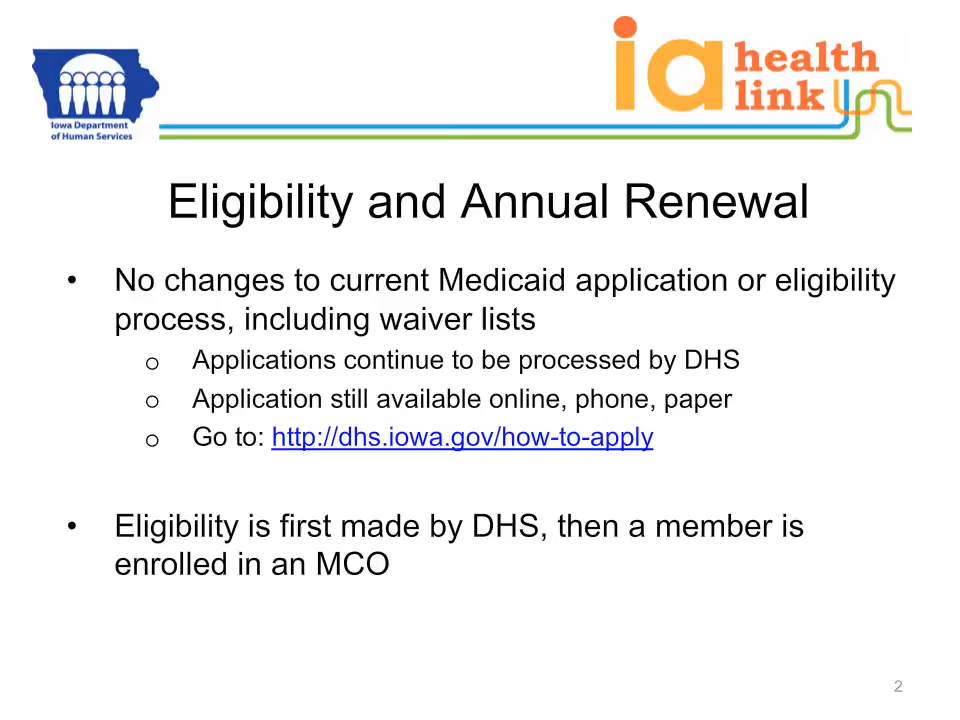 Iowa Department
of Human Services
ia health
link
Eligibility and Annual Renewal
• No changes to current Medicaid application or eligibility
process, including waiver lists
o Applications continue to be processed by DHS
o Application still available online, phone, paper
o Go to: http://dhs.iowa.gov/how-to-apply
• Eligibility is first made by DHS, then a member is
enrolled in an MCO
2